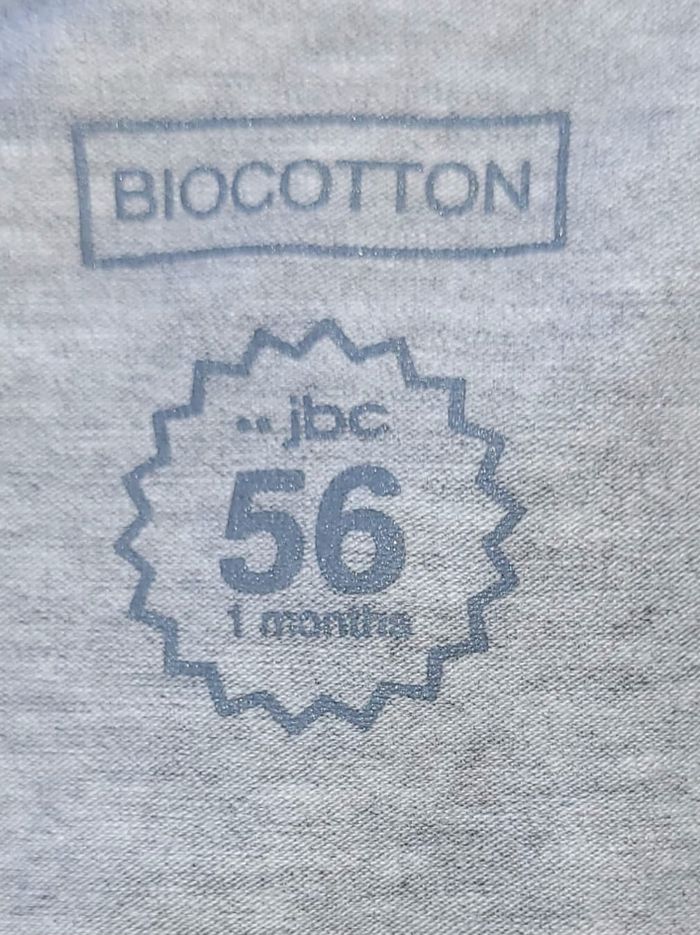 BIOCOTTON
..jbc
56
1 months